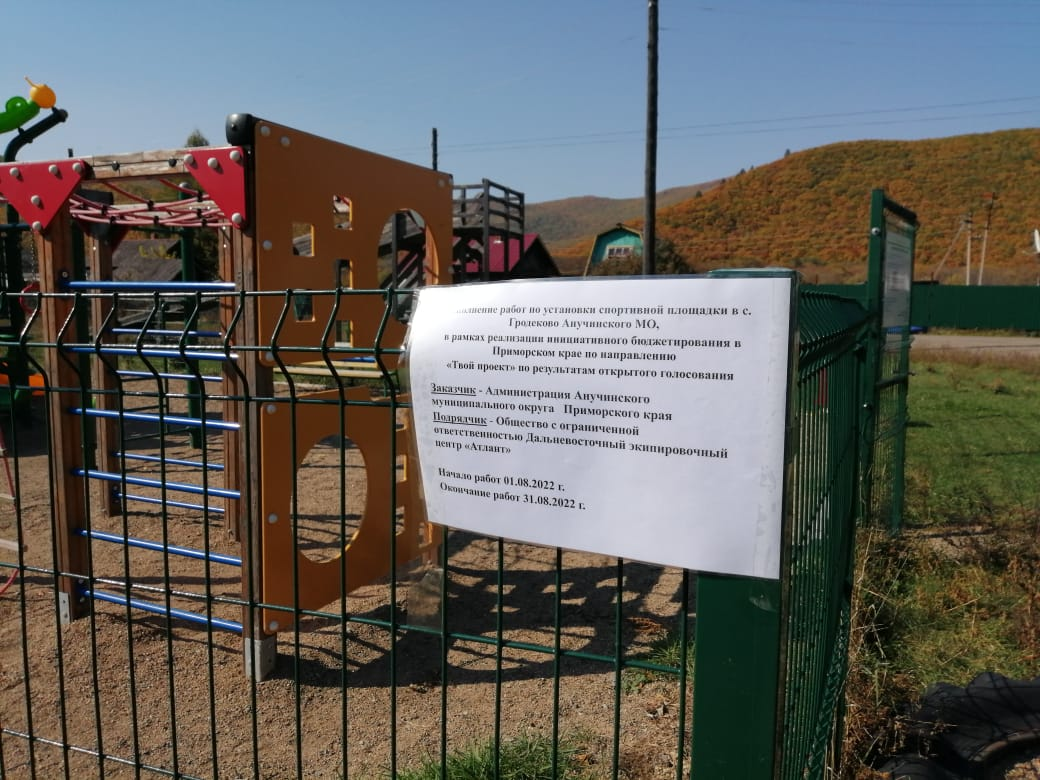 работ по установки спортивной площадки в с.
Гродеково Анучинского МО,
в рамках реализации инициативного бюджетирования в
Приморском крае по направлению
«Твой проект» по результатам открытого голосования
Заказчик - Администрация Анучинского
муниципального округа Приморского края
Подрядчик - Общество с ограниченной
ответственностью Дальневосточный экипировочный
центр «Атлант»
Начало работ 01.08.2022 г.
Окончание работ 31.08.2022 г.